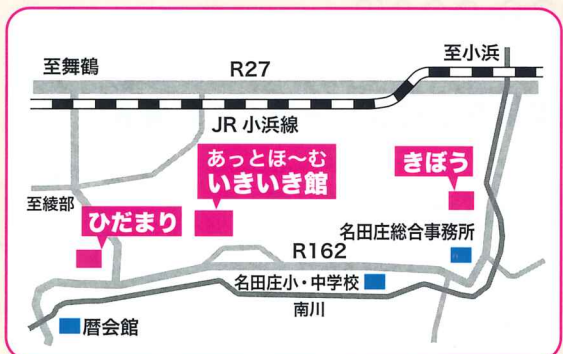 至舞鶴
R27
至小浜
JR 小浜線
あっとほ〜む
いきいき館
きぼう
至綾部
ひだまり
名田庄総合事務所
R162
名田庄小・中学校
南川
暦会館